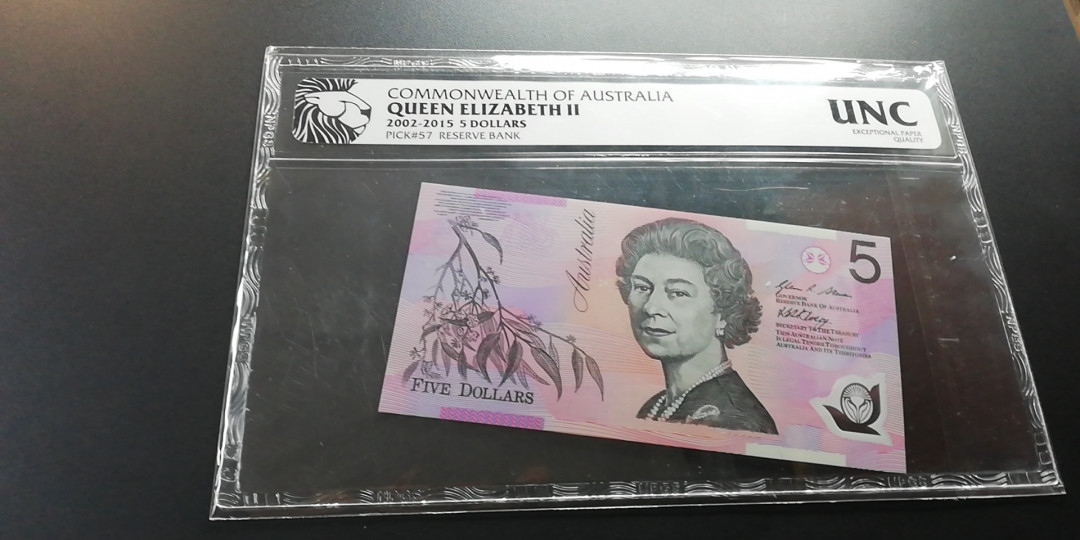 COMMONWEALTH OF AUSTRALIA
QUEEN ELIZABETH II
2002-2015 5 DOLLARS
PICK#57 RESERVE BANK
UNC
EXCEPTIONAL PAPER
QUALITY
Australia
5
GOVERNOR
RESERVE BANK OF AUSTRALIA
SECRETARY TO THE TREASURY
THIS AUSTRALIAN NOTE
IS LEGAL TENDER THROUGHOUT
AUSTRALIA AND ITS TERRITORIES
FIVE DOLLARS